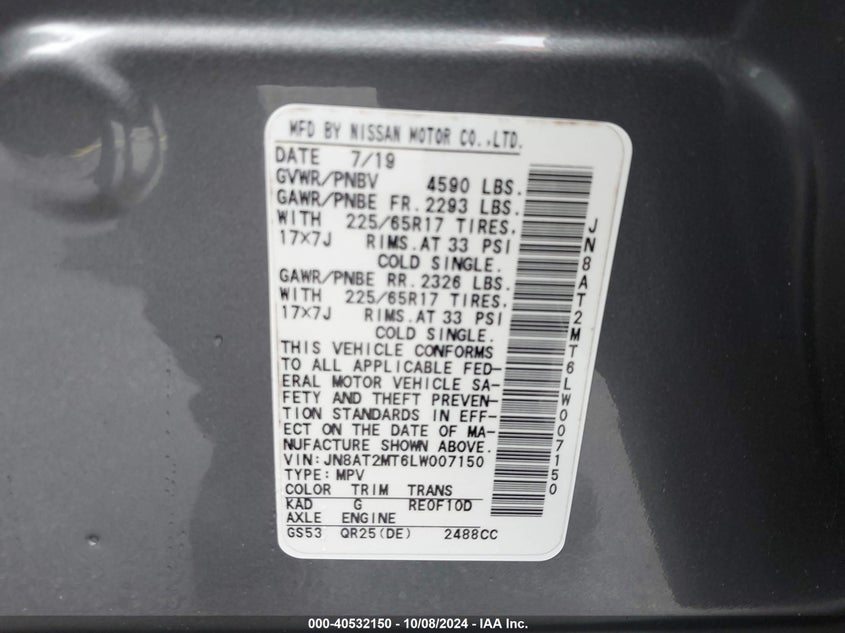 MFD BY NISSAN MOTOR CO.,LTD.
DATE 7/19
GVWR/PNBV 4590 LBS.
GAWR/PNBE FR. 2293 LBS.
WITH 225/65R17 TIRES.
17×7J RIMS.AT 33 PSI
COLD SINGLE.
GAWR/PNBE RR. 2326 LBS.
WITH 225/65R17 TIRES.
17×7J RIMS.AT 33 PSI
COLD SINGLE.
THIS VEHICLE CONFORMS
TO ALL APPLICABLE FED-
ERAL MOTOR VEHICLE SA-
FETY AND THEFT PREVEN-
TION STANDARDS IN EFF-
ECT ON THE DATE OF MA-
NUFACTURE SHOWN ABOVE.
VIN:JN8AT2MT6LW007150
TYPE:MPV
COLOR TRIM TRANS
KAD G RE0F10D
AXLE ENGINE
GS53 QR25(DE) 2488CC
JN8AT2MT6LW007150
000-40532150 - 10/08/2024 - IAA Inc.